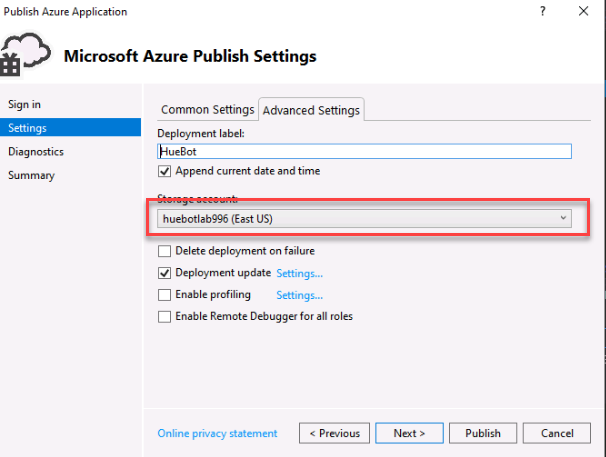 Publish Azure Application
?
Microsoft Azure Publish Settings
Sign in
Settings
Diagnostics
Summary
Common Settings
Advanced Settings
Deployment label:
HueBot
Append current date and time
Storage account:
huebotlab996 (East US)
Delete deployment on failure
Deployment update Settings...
Enable profiling Settings...
Enable Remote Debugger for all roles
Online privacy statement
< Previous
Next >
Publish
Cancel